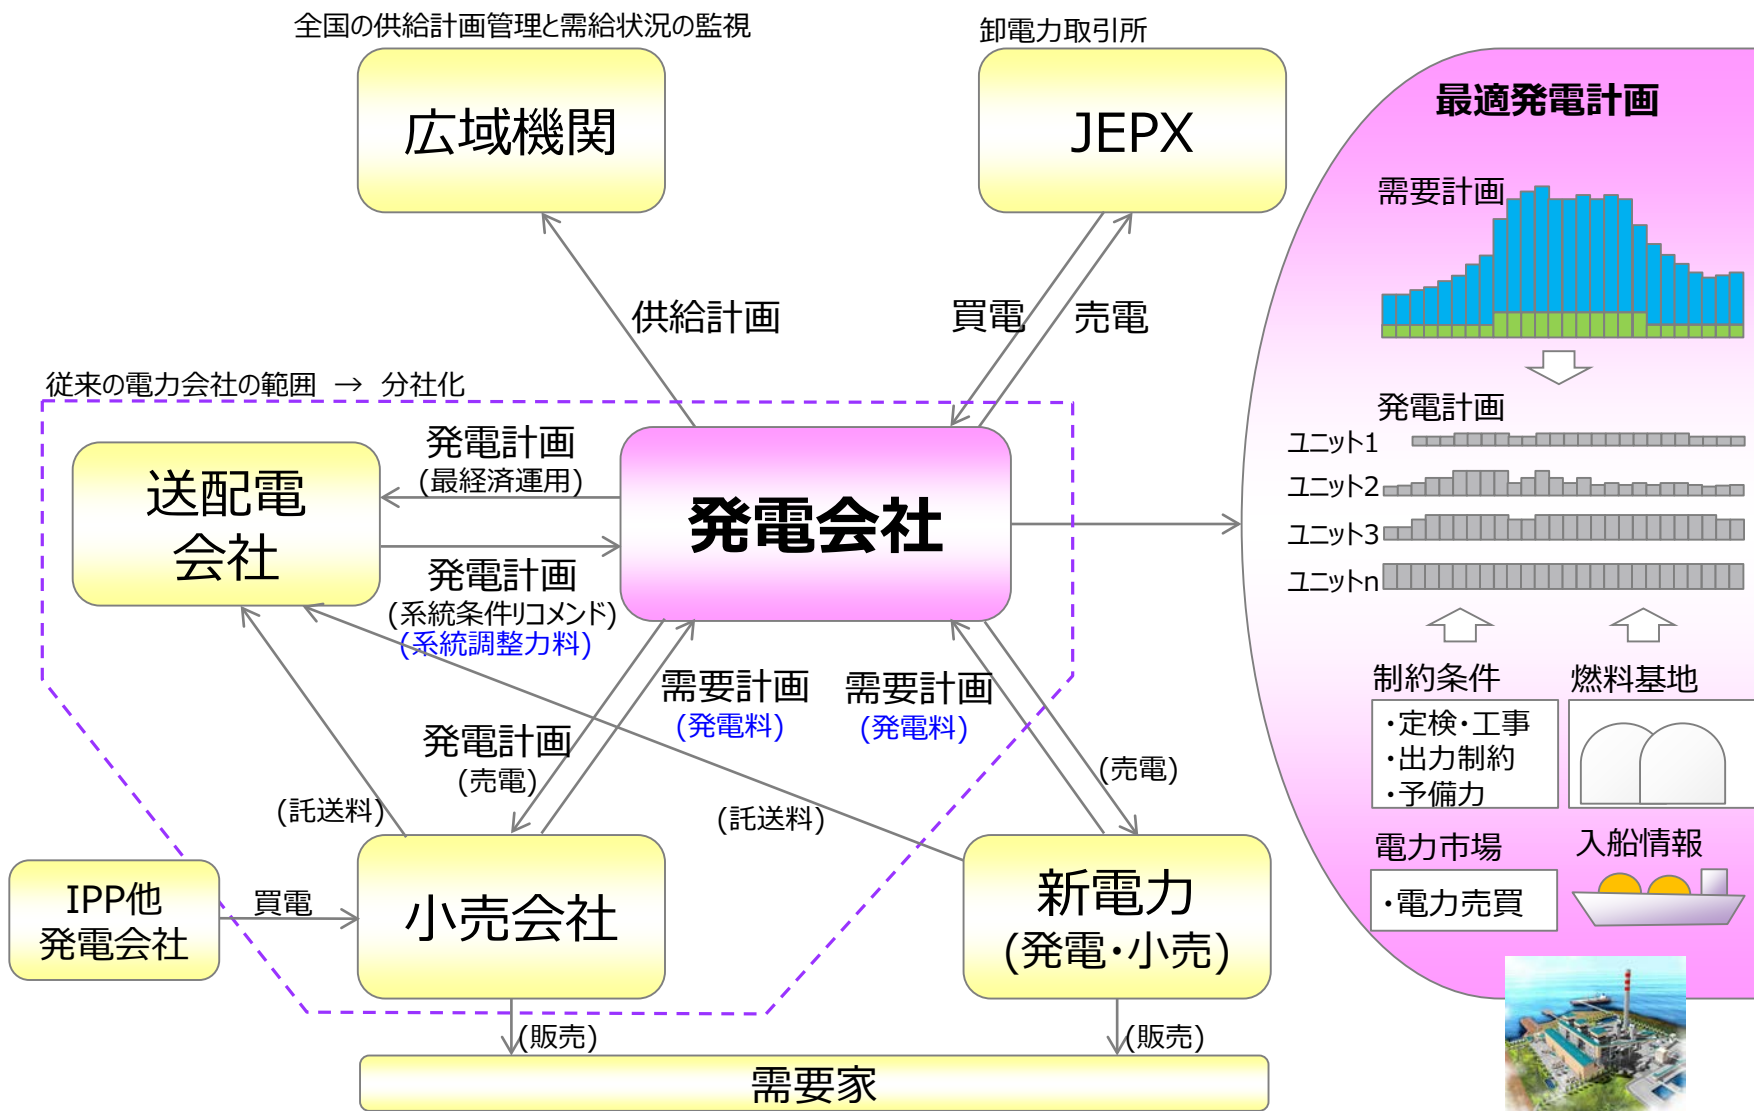 全国の供給計画管理と需給状況の監視
広域機関
卸電力取引所
JEPX
供給計画
買電
売電
従来の電力会社の範囲 → 分社化
送配電
会社
発電計画
(最経済運用)
発電計画
(系統条件リコメンド)
(系統調整力料)
発電会社
需要計画
(発電料)
需要計画
(発電料)
発電計画
(売電)
(売電)
(託送料)
(託送料)
IPP他
発電会社
買電
小売会社
新電力
(発電・小売)
(販売)
(販売)
需要家
最適発電計画
需要計画
発電計画
ユニット1
ユニット2
ユニット3
ユニットn
制約条件
・定検・工事
・出力制約
・予備力
燃料基地
電力市場
・電力売買
入船情報